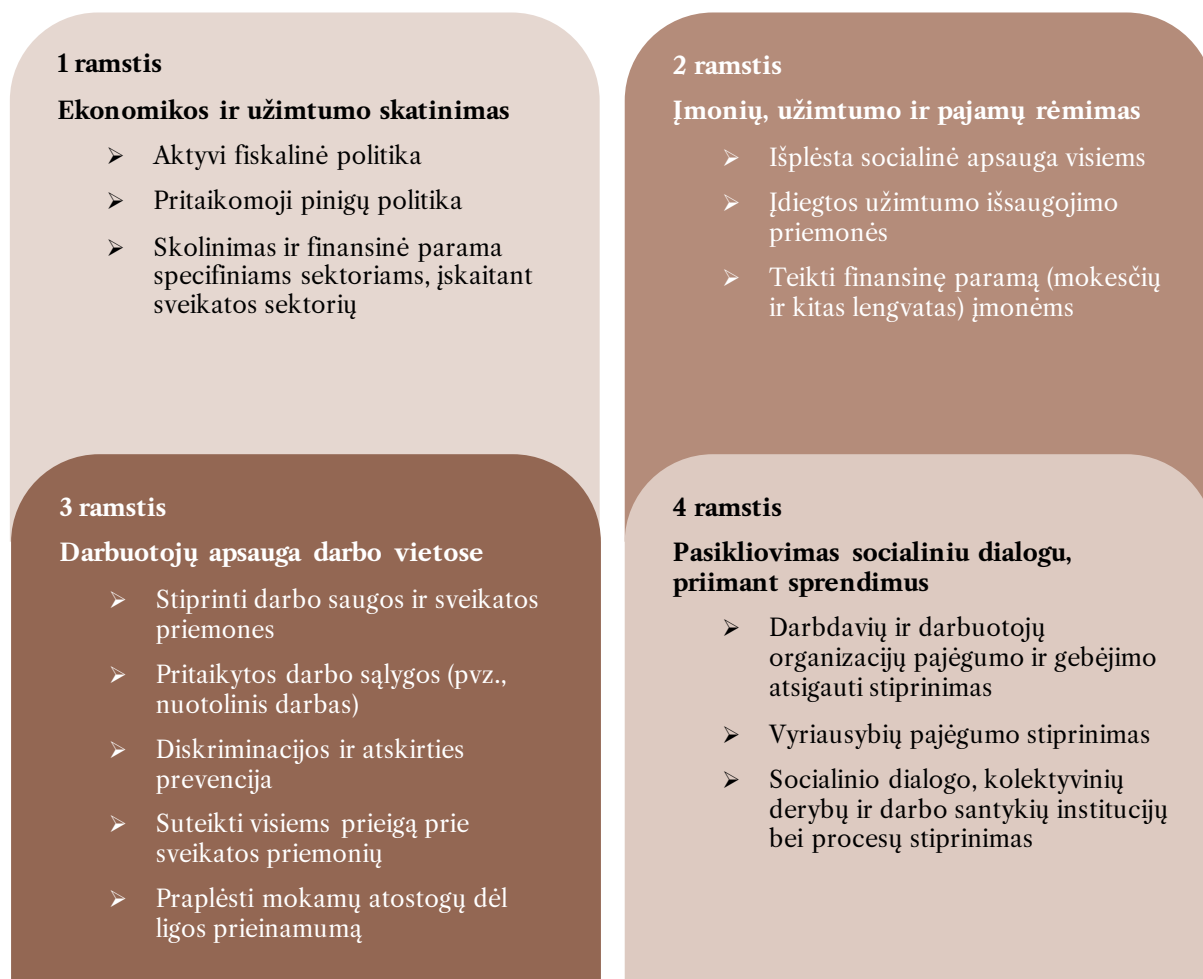 1 ramstis
Ekonomikos ir užimtumo skatinimas
➢ Aktyvi fiskalinė politika
➢ Pritaikomoji pinigų politika
➢ Skolinimas ir finansinė parama
specifiniams sektoriams, įskaitant
sveikatos sektorių
2 ramstis
Įmonių, užimtumo ir pajamų rėmimas
➢ Išplėsta socialinė apsauga visiems
➢ Įdiegtos užimtumo išsaugojimo
priemonės
➢ Teikti finansinę paramą (mokesčių
ir kitas lengvatas) įmonėms
3 ramstis
Darbuotojų apsauga darbo vietose
➢ Stiprinti darbo saugos ir sveikatos
priemones
➢ Pritaikytos darbo sąlygos (pvz.,
nuotolinis darbas)
➢ Diskriminacijos ir atskirties
prevencija
➢ Suteikti visiems prieigą prie
sveikatos priemonių
➢ Praplėsti mokamų atostogų dėl
ligos prieinamumą
4 ramstis
Pasikliovimas socialiniu dialogu,
priimant sprendimus
➢ Darbdavių ir darbuotojų
organizacijų pajėgumo ir gebėjimo
atsigauti stiprinimas
➢ Vyriausybių pajėgumo stiprinimas
➢ Socialinio dialogo, kolektyvinių
derybų ir darbo santykių institucijų
bei procesų stiprinimas